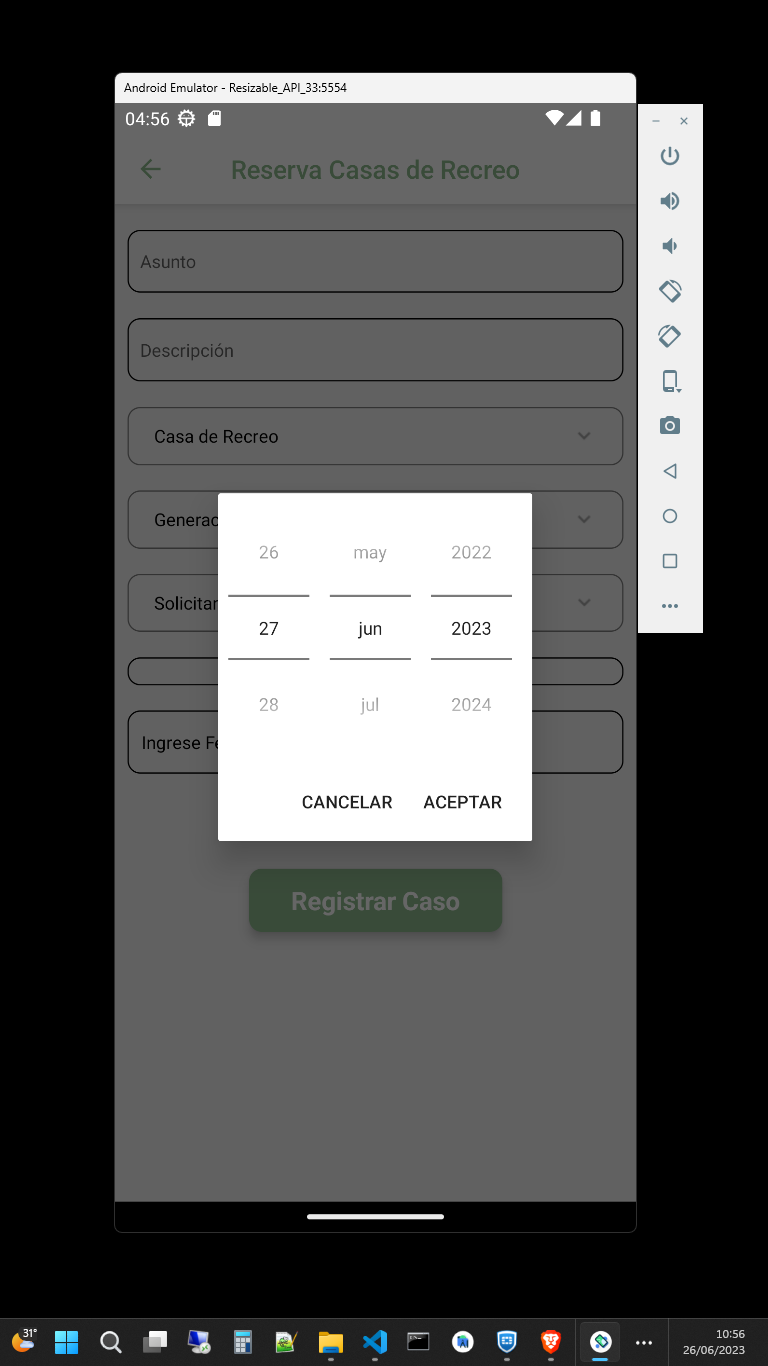 Android Emulator - Resizable_API_33:5554
04:56
Reserva Casas de Recreo
Asunto
Descripción
Casa de Recreo
Generac
Solicitar
Ingrese Fe
26 may 2022
27 jun 2023
28 jul 2024
CANCELAR ACEPTAR
Registrar Caso
31°
10:56
26/06/2023